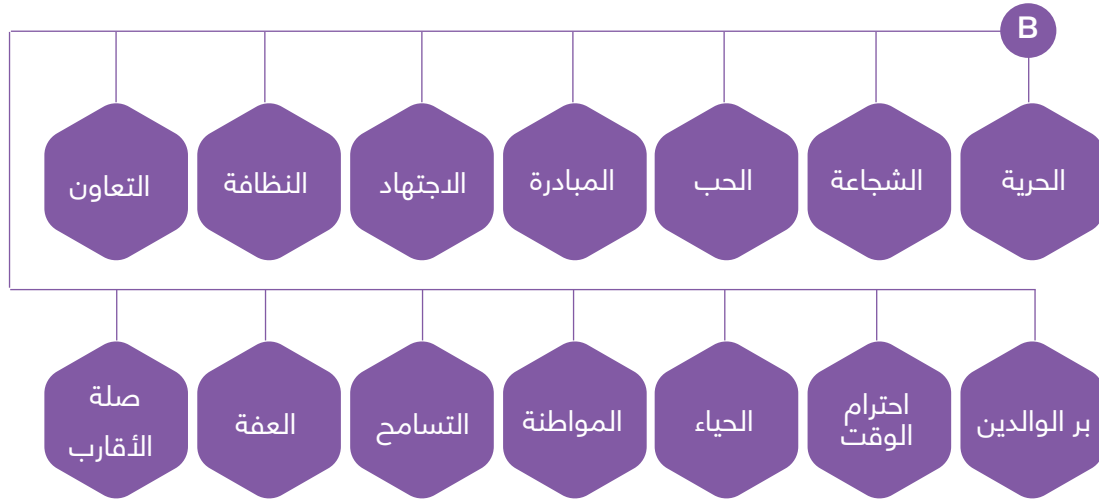 B
الحرية
الشجاعة
الحب
المبادرة
الاجتهاد
النظافة
التعاون
بر الوالدين
احترام
الوقت
الحياء
المواطنة
التسامح
العفة
صلة
الأقارب